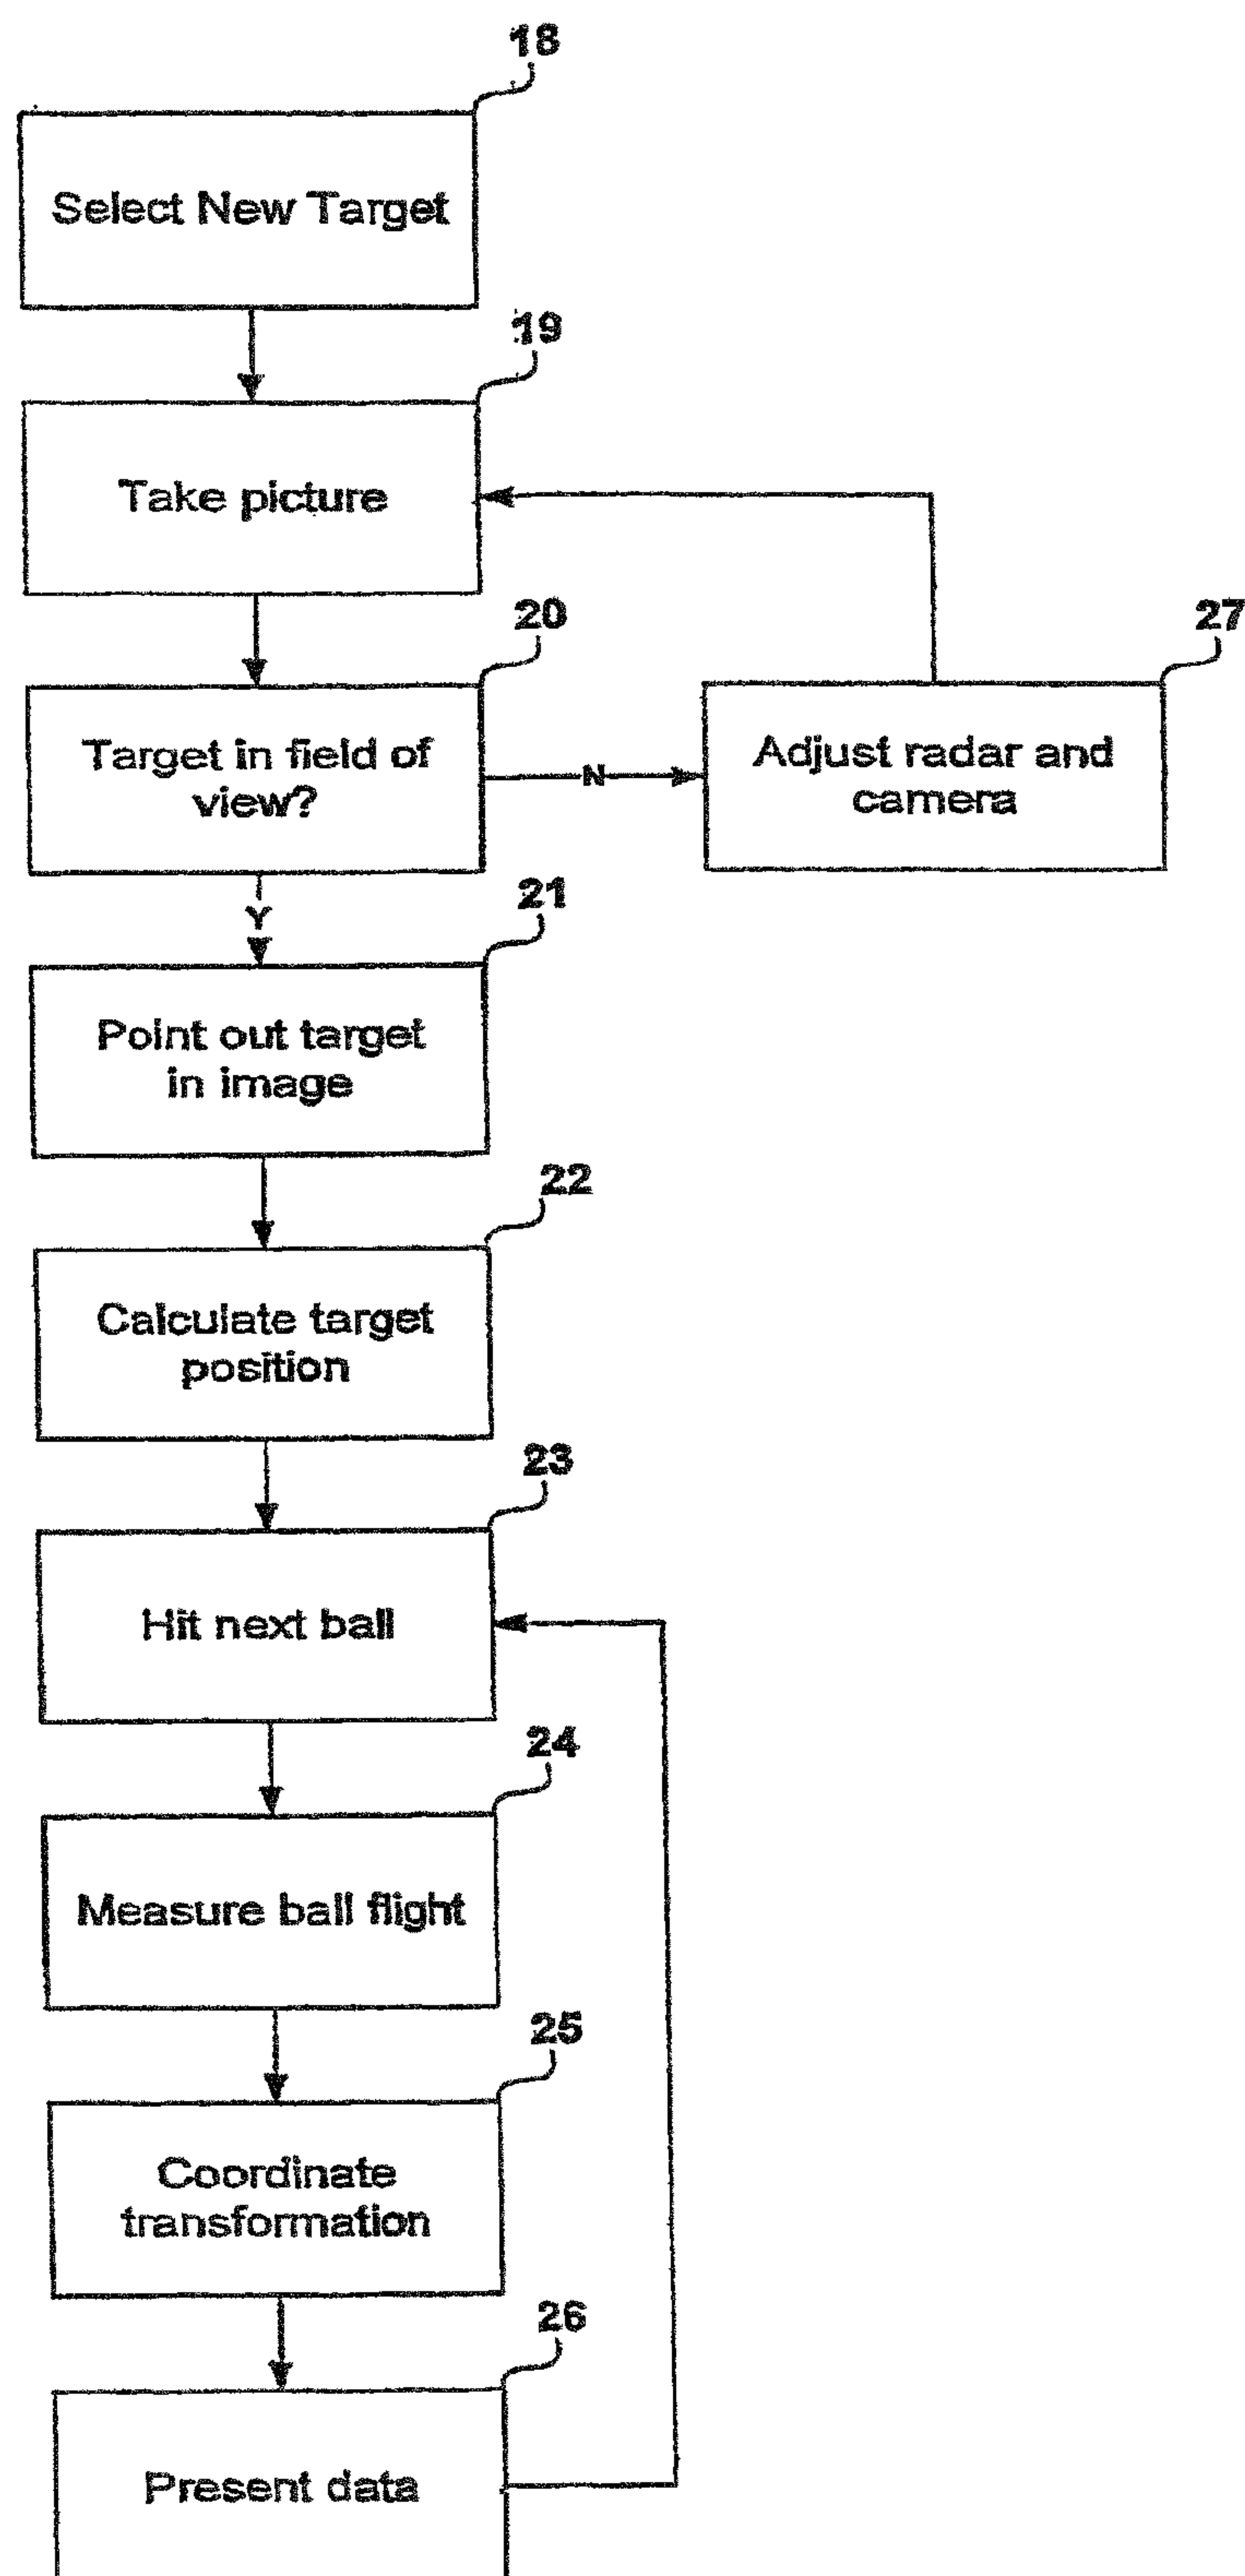 18
Select New Target
19
Take picture
20
Target in field of
view?
N
27
Adjust radar and
camera
Y
21
Point out target
in image
22
Calculate target
position
23
Hit next ball
24
Measure ball flight
25
Coordinate
transformation
26
Present data